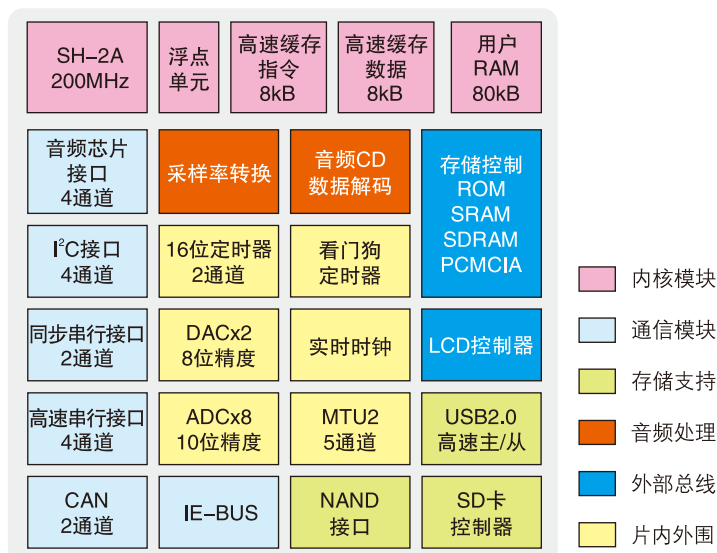 SH-2A
200MHz
浮点
单元
高速缓存
指令
8kB
高速缓存
数据
8kB
用户
RAM
80kB
音频芯片
接口
4通道
采样率转换
音频CD
数据解码
存储控制
ROM
SRAM
SDRAM
PCMCIA
I²C接口
4通道
16位定时器
2通道
看门狗
定时器
同步串行接口
2通道
DACx2
8位精度
实时时钟
LCD控制器
高速串行接口
4通道
ADCx8
10位精度
MTU2
5通道
USB2.0
高速主/从
CAN
2通道
IE-BUS
NAND
接口
SD卡
控制器
内核模块
通信模块
存储支持
音频处理
外部总线
片内外围